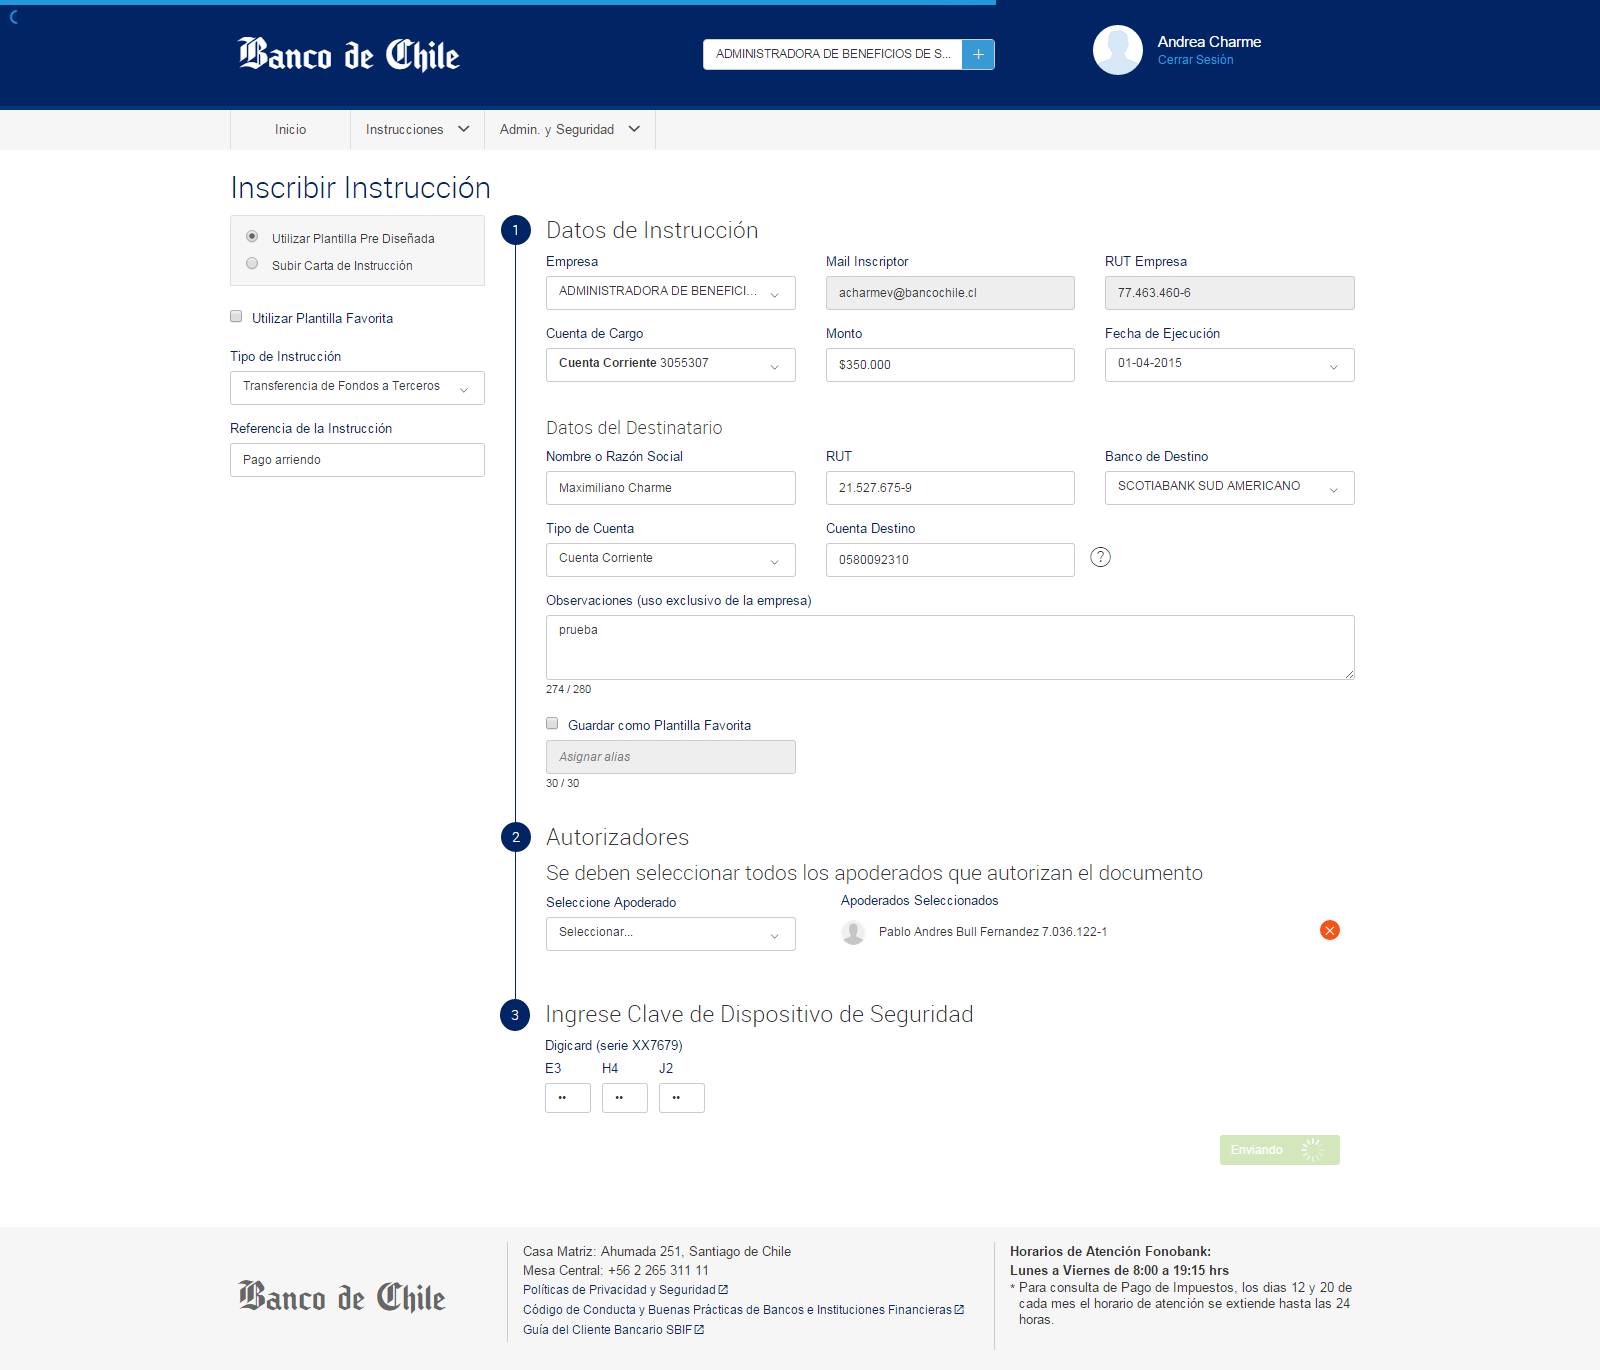 Banco de Chile
ADMINISTRADORA DE BENEFICIOS DE S...
+
Andrea Charme
Cerrar Sesión
Inicio
Instrucciones
Admin. y Seguridad
Inscribir Instrucción
Utilizar Plantilla Pre Diseñada
Subir Carta de Instrucción
Utilizar Plantilla Favorita
Tipo de Instrucción
Transferencia de Fondos a Terceros
Referencia de la Instrucción
Pago arriendo
1
Datos de Instrucción
Empresa
ADMINISTRADORA DE BENEFICI...
Mail Inscriptor
acharmev@bancochile.cl
RUT Empresa
77.463.460-6
Cuenta de Cargo
Cuenta Corriente 3055307
Monto
$350.000
Fecha de Ejecución
01-04-2015
Datos del Destinatario
Nombre o Razón Social
Maximiliano Charme
RUT
21.527.675-9
Banco de Destino
SCOTIABANK SUD AMERICANO
Tipo de Cuenta
Cuenta Corriente
Cuenta Destino
0580092310
?
Observaciones (uso exclusivo de la empresa)
prueba
274 / 280
Guardar como Plantilla Favorita
Asignar alias
30 / 30
2
Autorizadores
Se deben seleccionar todos los apoderados que autorizan el documento
Seleccione Apoderado
Seleccionar...
Apoderados Seleccionados
Pablo Andres Bull Fernandez 7.036.122-1
3
Ingrese Clave de Dispositivo de Seguridad
Digicard (serie XX7679)
E3 H4 J2
•• •• ••
Enviando
Banco de Chile
Casa Matriz: Ahumada 251, Santiago de Chile
Mesa Central: +56 2 265 311 11
Políticas de Privacidad y Seguridad
Código de Conducta y Buenas Prácticas de Bancos e Instituciones Financieras
Guía del Cliente Bancario SBIF
Horarios de Atención Fonobank:
Lunes a Viernes de 8:00 a 19:15 hrs
* Para consulta de Pago de Impuestos, los dias 12 y 20 de
cada mes el horario de atención se extiende hasta las 24
horas.